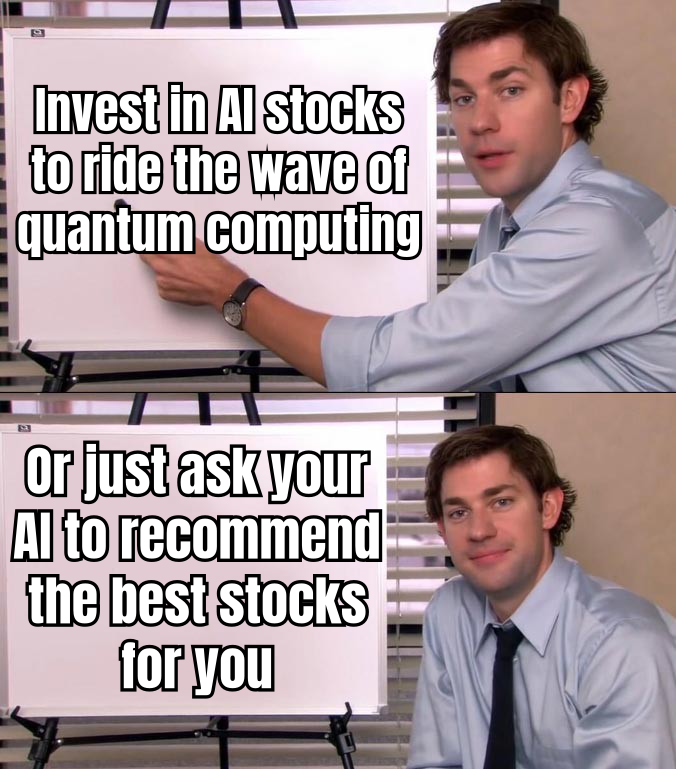 Invest in AI stocks
to ride the wave of
quantum computing
Or just ask your
AI to recommend
the best stocks
for you